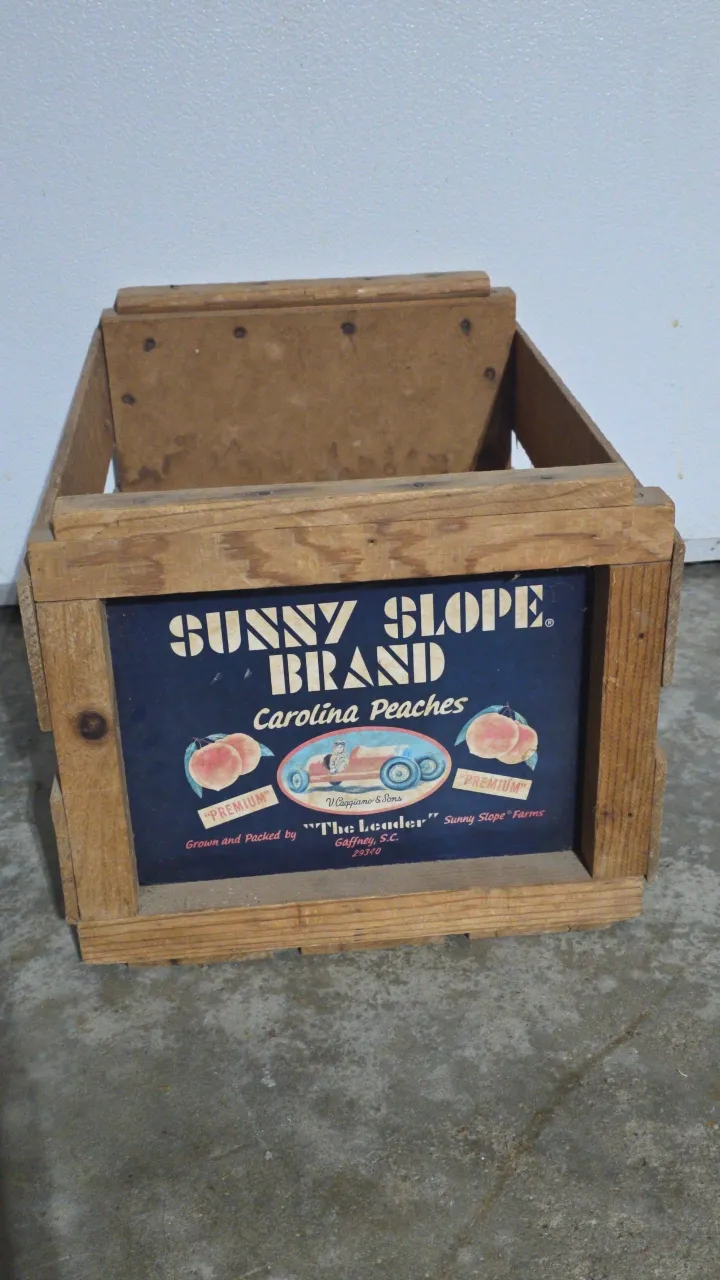 SUNNY SLOPE®
BRAND
Carolina Peaches
"PREMIUM"
"PREMIUM"
V. Caggiano & Sons
Grown and Packed by "The Leader" Sunny Slope® Farms
Gaffney, S.C.
29340